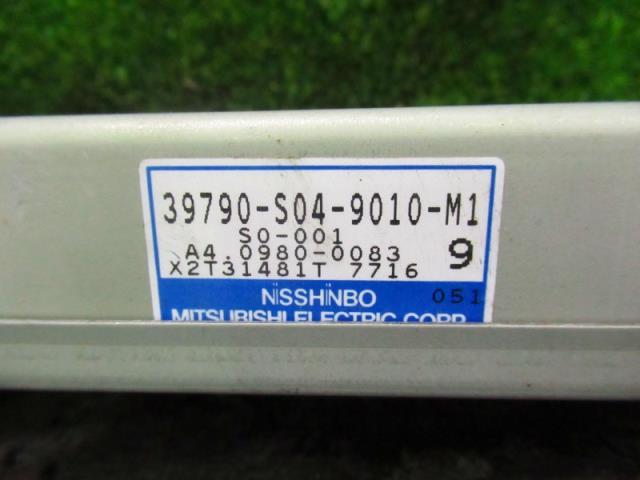 39790-S04-9010-M1
S0-001
A4.0980-0083 9
X2T31481T 7716
NISSHINBO 051
MITSUBISHI ELECTRIC CORP